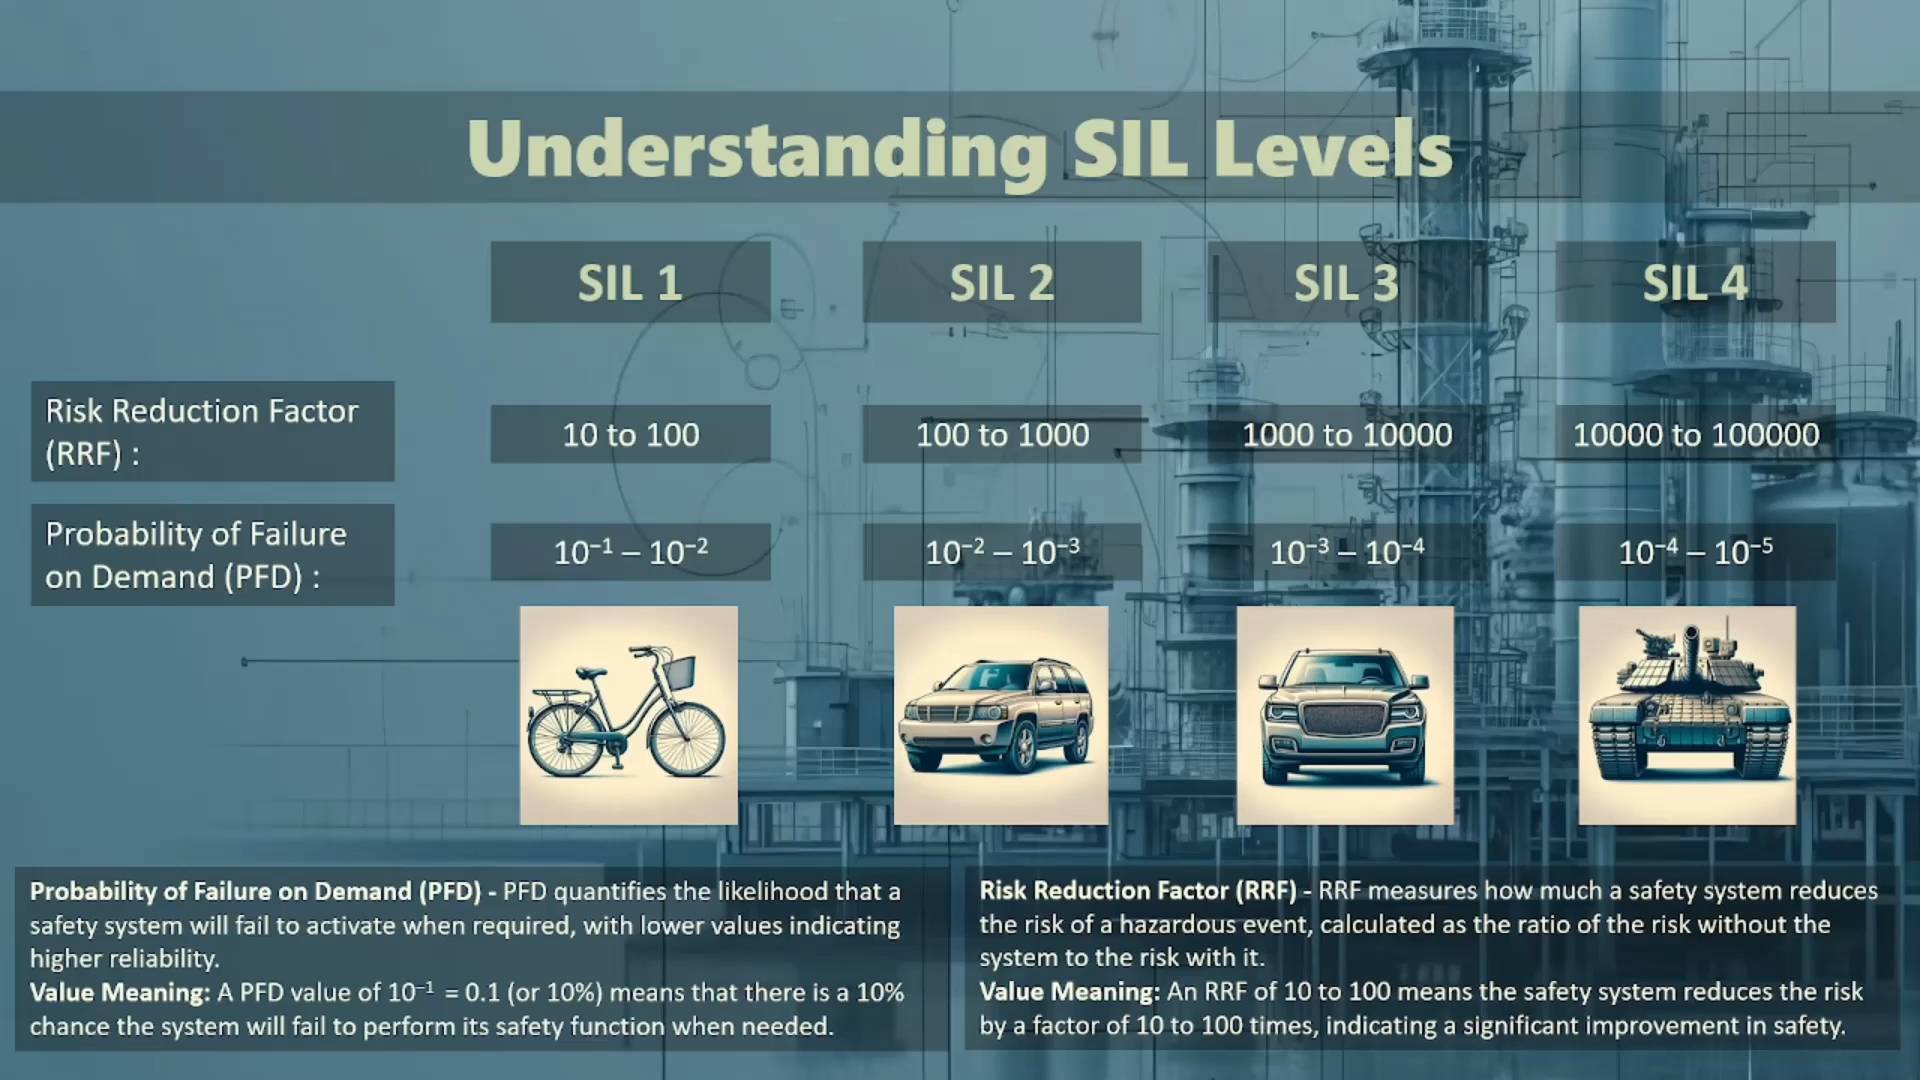 Understanding SIL Levels
SIL 1
SIL 2
SIL 3
SIL 4
Risk Reduction Factor
(RRF) :
10 to 100
100 to 1000
1000 to 10000
10000 to 100000
Probability of Failure
on Demand (PFD) :
10⁻¹ – 10⁻²
10⁻² – 10⁻³
10⁻³ – 10⁻⁴
10⁻⁴ – 10⁻⁵
Probability of Failure on Demand (PFD) - PFD quantifies the likelihood that a
safety system will fail to activate when required, with lower values indicating
higher reliability.
Value Meaning: A PFD value of 10⁻¹ = 0.1 (or 10%) means that there is a 10%
chance the system will fail to perform its safety function when needed.
Risk Reduction Factor (RRF) - RRF measures how much a safety system reduces
the risk of a hazardous event, calculated as the ratio of the risk without the
system to the risk with it.
Value Meaning: An RRF of 10 to 100 means the safety system reduces the risk
by a factor of 10 to 100 times, indicating a significant improvement in safety.